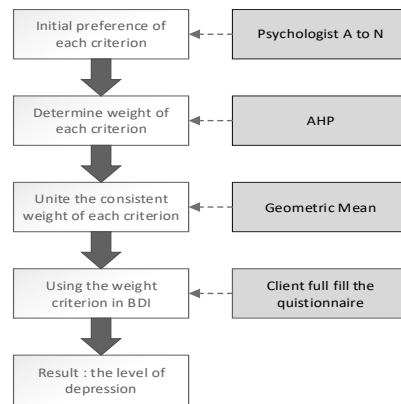 Initial preference of
each criterion
Psychologist A to N
Determine weight of
each criterion
AHP
Unite the consistent
weight of each criterion
Geometric Mean
Using the weight
criterion in BDI
Client full fill the
quistionnaire
Result : the level of
depression